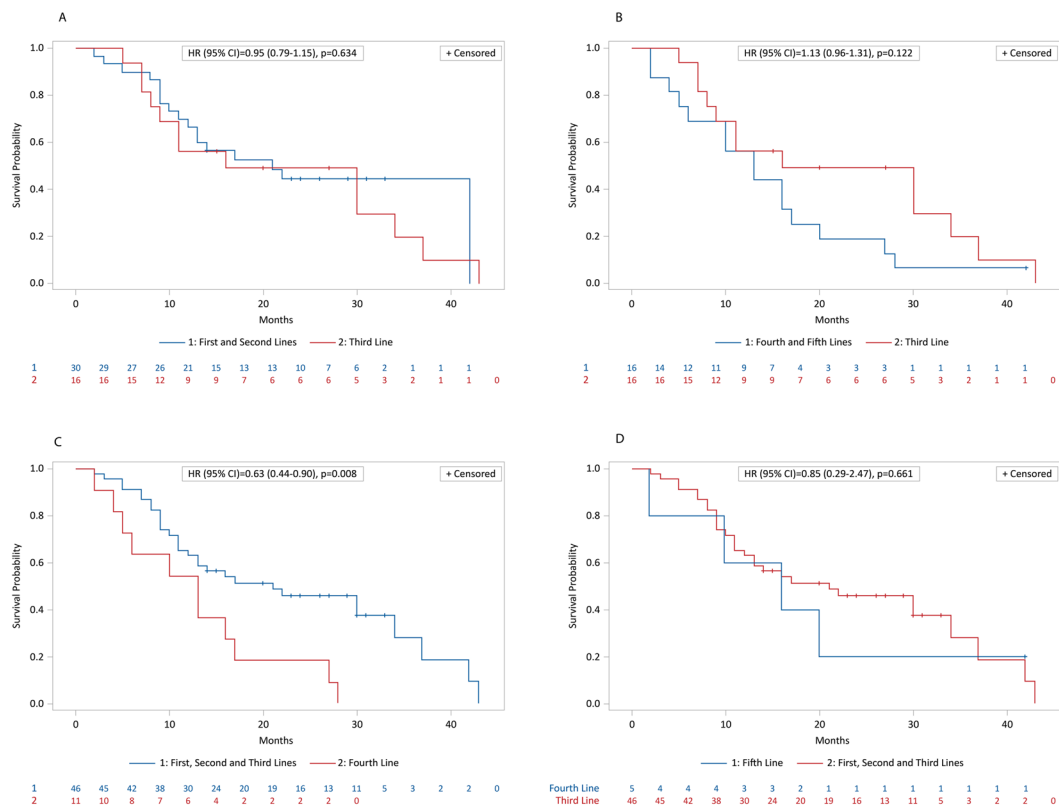 A
HR (95% CI)=0.95 (0.79-1.15), p=0.634
+ Censored
1.0
0.8
0.6
0.4
0.2
0.0
Survival Probability
0 10 20 30 40
Months
1: First and Second Lines 2: Third Line
1 30 29 27 26 21 15 13 13 10 7 6 2 1 1 1
2 16 16 15 12 9 9 7 6 6 6 5 3 2 1 1 0
B
HR (95% CI)=1.13 (0.96-1.31), p=0.122
+ Censored
1.0
0.8
0.6
0.4
0.2
0.0
Survival Probability
0 10 20 30 40
Months
1: Fourth and Fifth Lines 2: Third Line
1 16 14 12 11 9 7 4 3 3 3 1 1 1 1 1
2 16 16 15 12 9 9 7 6 6 6 5 3 2 1 1 0
C
HR (95% CI)=0.63 (0.44-0.90), p=0.008
+ Censored
1.0
0.8
0.6
0.4
0.2
0.0
Survival Probability
0 10 20 30 40
Months
1: First, Second and Third Lines 2: Fourth Line
1 46 45 42 38 30 24 20 19 16 13 11 5 3 2 2 0
2 11 10 8 7 6 4 2 2 2 2 0
D
HR (95% CI)=0.85 (0.29-2.47), p=0.661
+ Censored
1.0
0.8
0.6
0.4
0.2
0.0
Survival Probability
0 10 20 30 40
Months
1: Fifth Line 2: First, Second and Third Lines
Fourth Line 5 4 4 4 3 3 2 1 1 1 1 1 1 1 1
Third Line 46 45 42 38 30 24 20 19 16 13 11 5 3 2 2 0